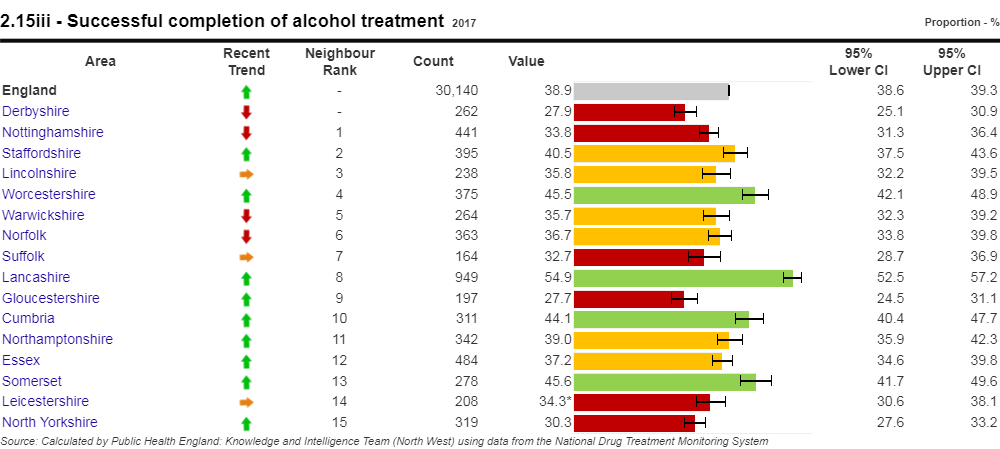 2.15iii - Successful completion of alcohol treatment 2017 Proportion - %
Area Recent Trend Neighbour Rank Count Value 95% Lower CI 95% Upper CI
England - 30,140 38.9 38.6 39.3
Derbyshire - 262 27.9 25.1 30.9
Nottinghamshire 1 441 33.8 31.3 36.4
Staffordshire 2 395 40.5 37.5 43.6
Lincolnshire 3 238 35.8 32.2 39.5
Worcestershire 4 375 45.5 42.1 48.9
Warwickshire 5 264 35.7 32.3 39.2
Norfolk 6 363 36.7 33.8 39.8
Suffolk 7 164 32.7 28.7 36.9
Lancashire 8 949 54.9 52.5 57.2
Gloucestershire 9 197 27.7 24.5 31.1
Cumbria 10 311 44.1 40.4 47.7
Northamptonshire 11 342 39.0 35.9 42.3
Essex 12 484 37.2 34.6 39.8
Somerset 13 278 45.6 41.7 49.6
Leicestershire 14 208 34.3* 30.6 38.1
North Yorkshire 15 319 30.3 27.6 33.2
Source: Calculated by Public Health England: Knowledge and Intelligence Team (North West) using data from the National Drug Treatment Monitoring System